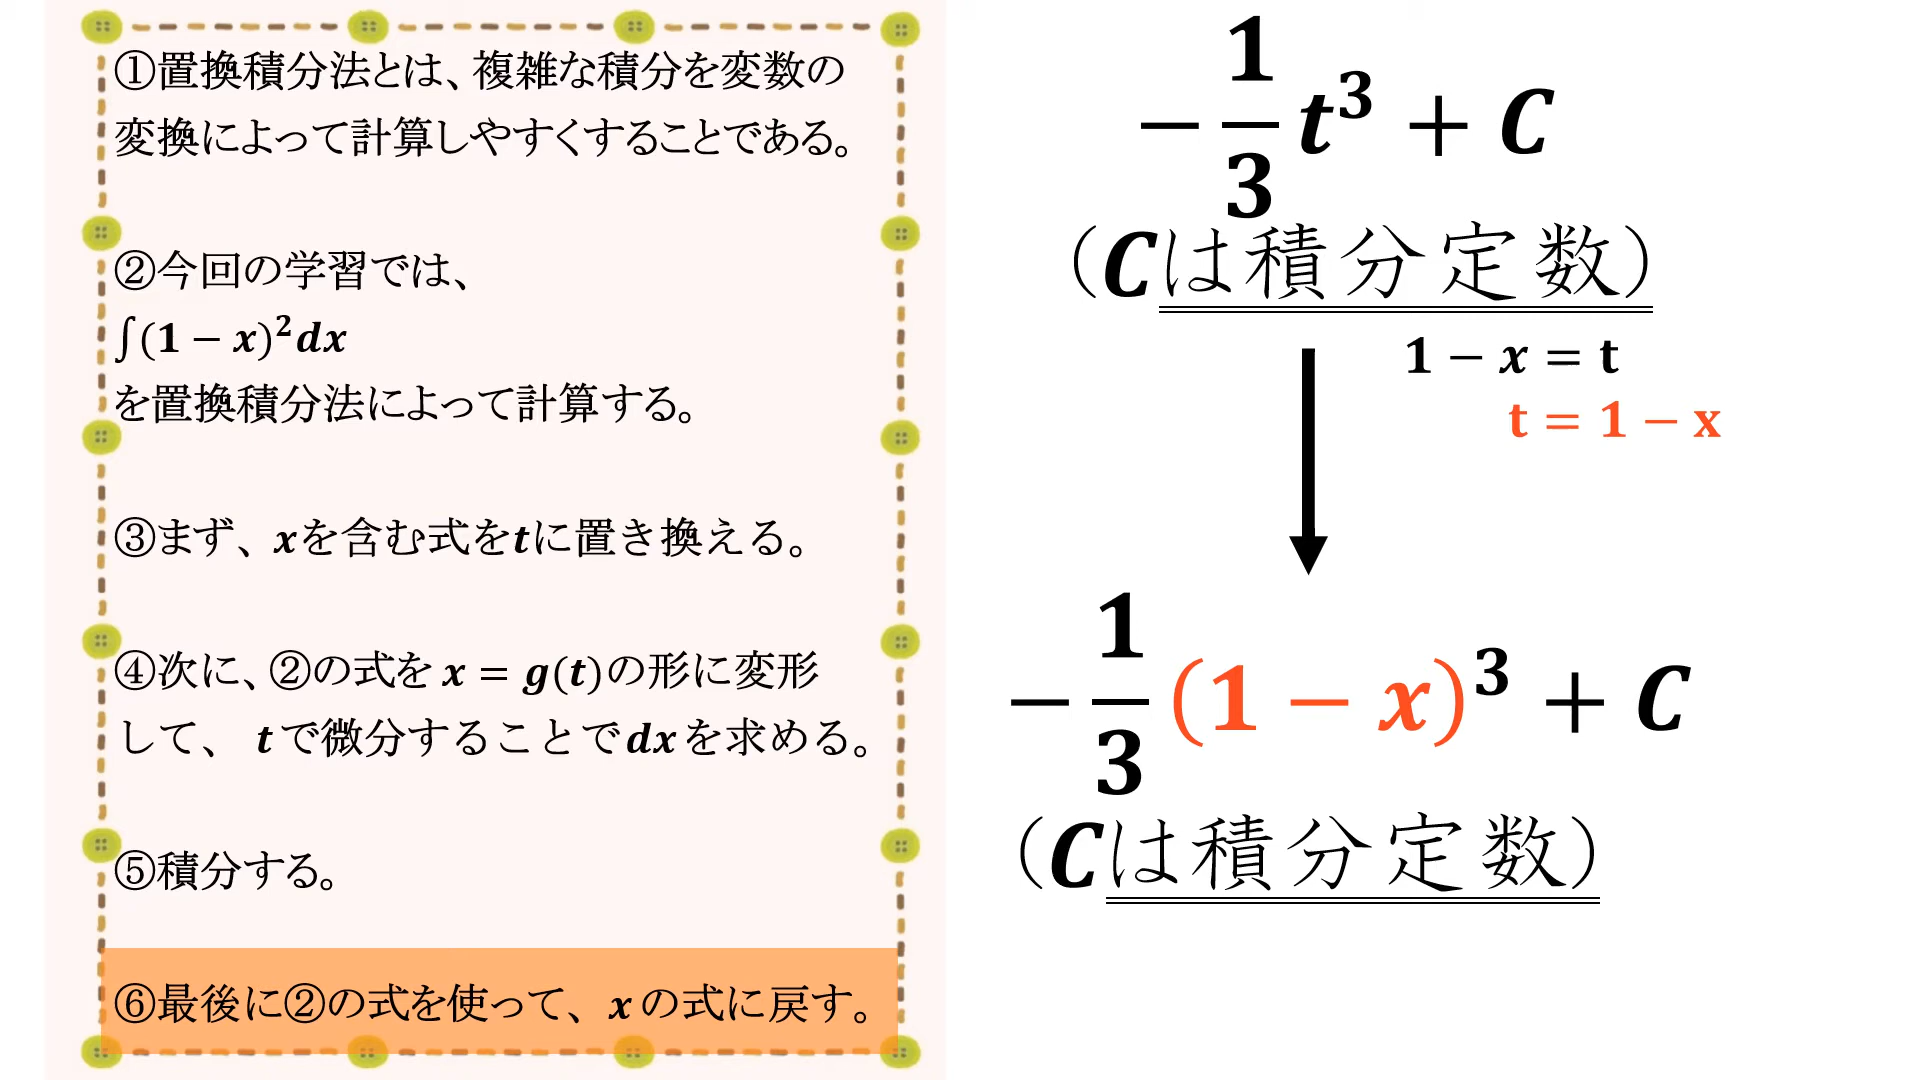 ①置換積分法とは、複雑な積分を変数の
変換によって計算しやすくすることである。
②今回の学習では、
∫(1 − x)²dx
を置換積分法によって計算する。
③まず、xを含む式をtに置き換える。
④次に、②の式を x = g(t)の形に変形
して、 tで微分することでdxを求める。
⑤積分する。
⑥最後に②の式を使って、xの式に戻す。
−1/3 t³ + C
(Cは積分定数)
1 − x = t
t = 1 − x
−1/3 (1 − x)³ + C
(Cは積分定数)